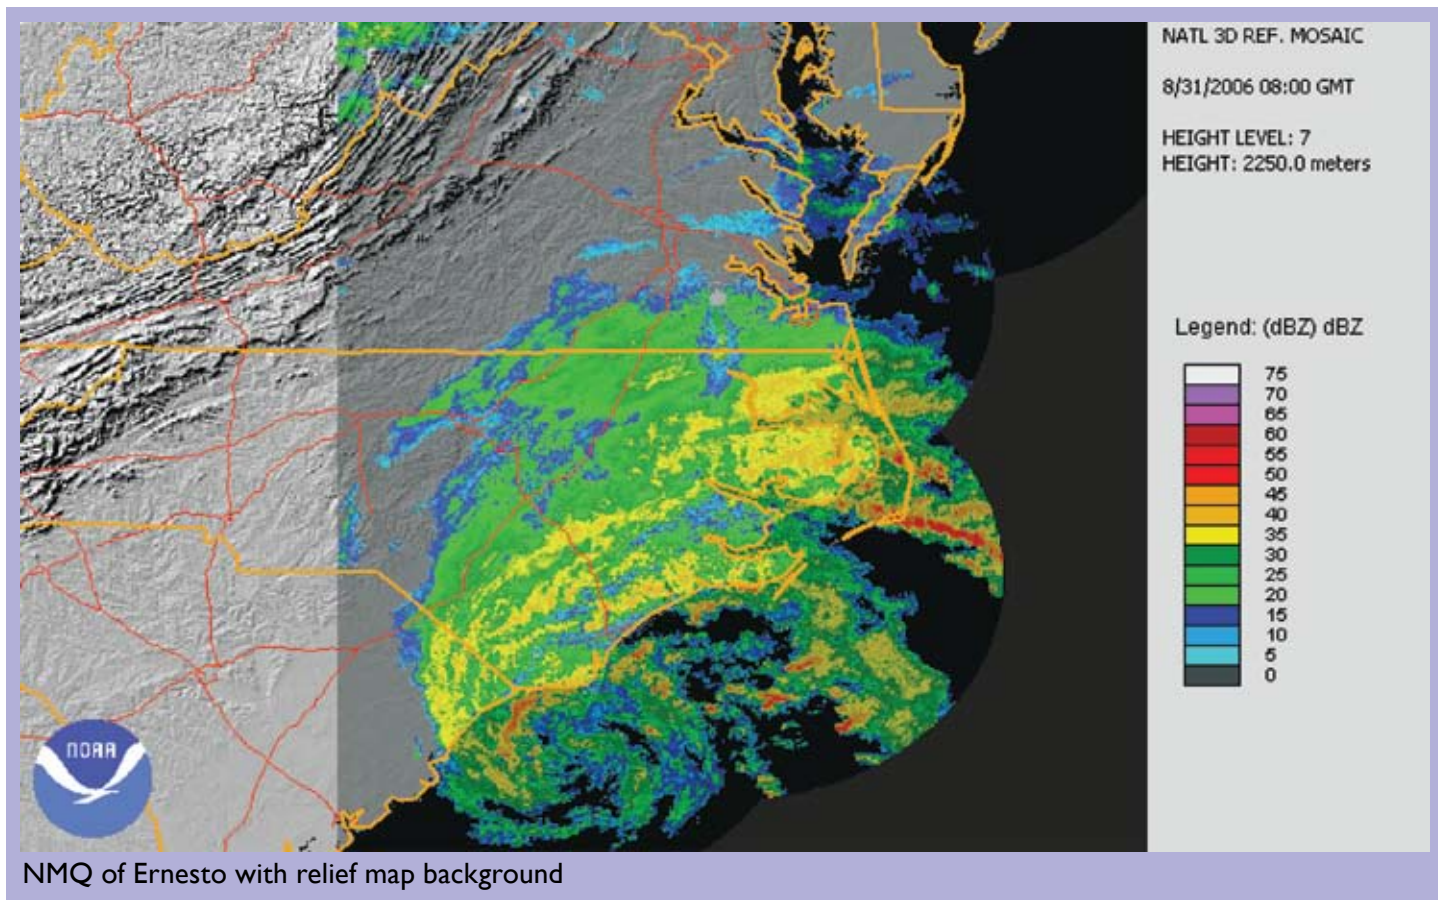 NATL 3D REF. MOSAIC
8/31/2006 08:00 GMT
HEIGHT LEVEL: 7
HEIGHT: 2250.0 meters
Legend: (dBZ) dBZ
75
70
65
60
55
50
45
40
35
30
25
20
15
10
5
0
NOAA
NMQ of Ernesto with relief map background